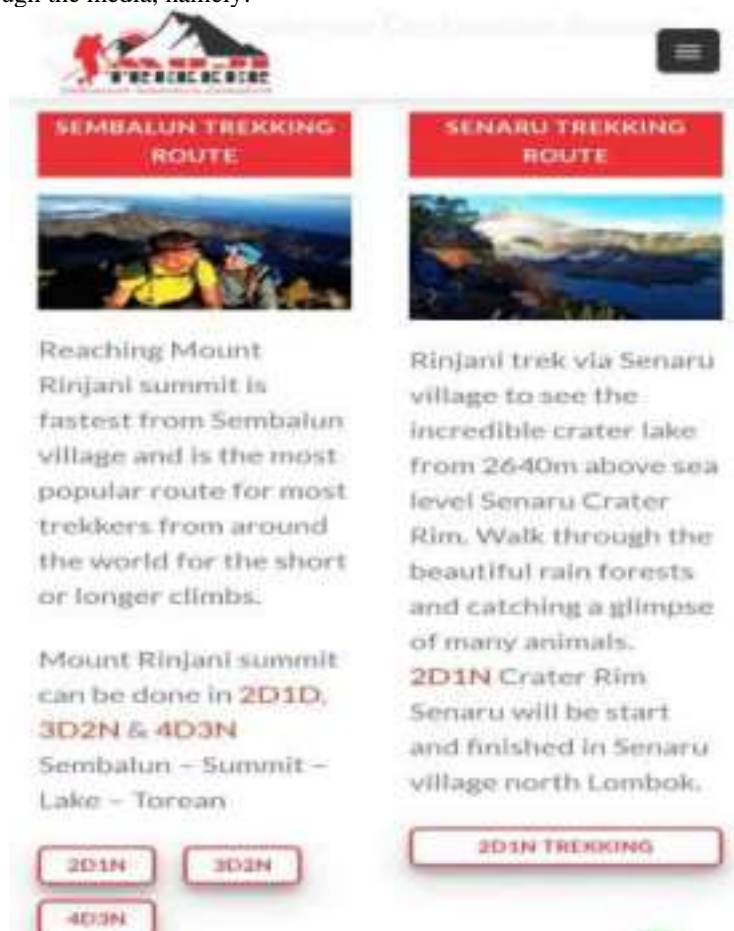 ugh the media, namely:
SEMBALUN TREKKING
ROUTE
Reaching Mount
Rinjani summit is
fastest from Sembalun
village and is the most
popular route for most
trekkers from around
the world for the short
or longer climbs.
Mount Rinjani summit
can be done in 2D1D,
3D2N & 4D3N
Sembalun – Summit –
Lake – Torean
2D1N
3D2N
4D3N
SENARU TREKKING
ROUTE
Rinjani trek via Senaru
village to see the
incredible crater lake
from 2640m above sea
level Senaru Crater
Rim. Walk through the
beautiful rain forests
and catching a glimpse
of many animals.
2D1N Crater Rim
Senaru will be start
and finished in Senaru
village north Lombok.
2D1N TREKKING